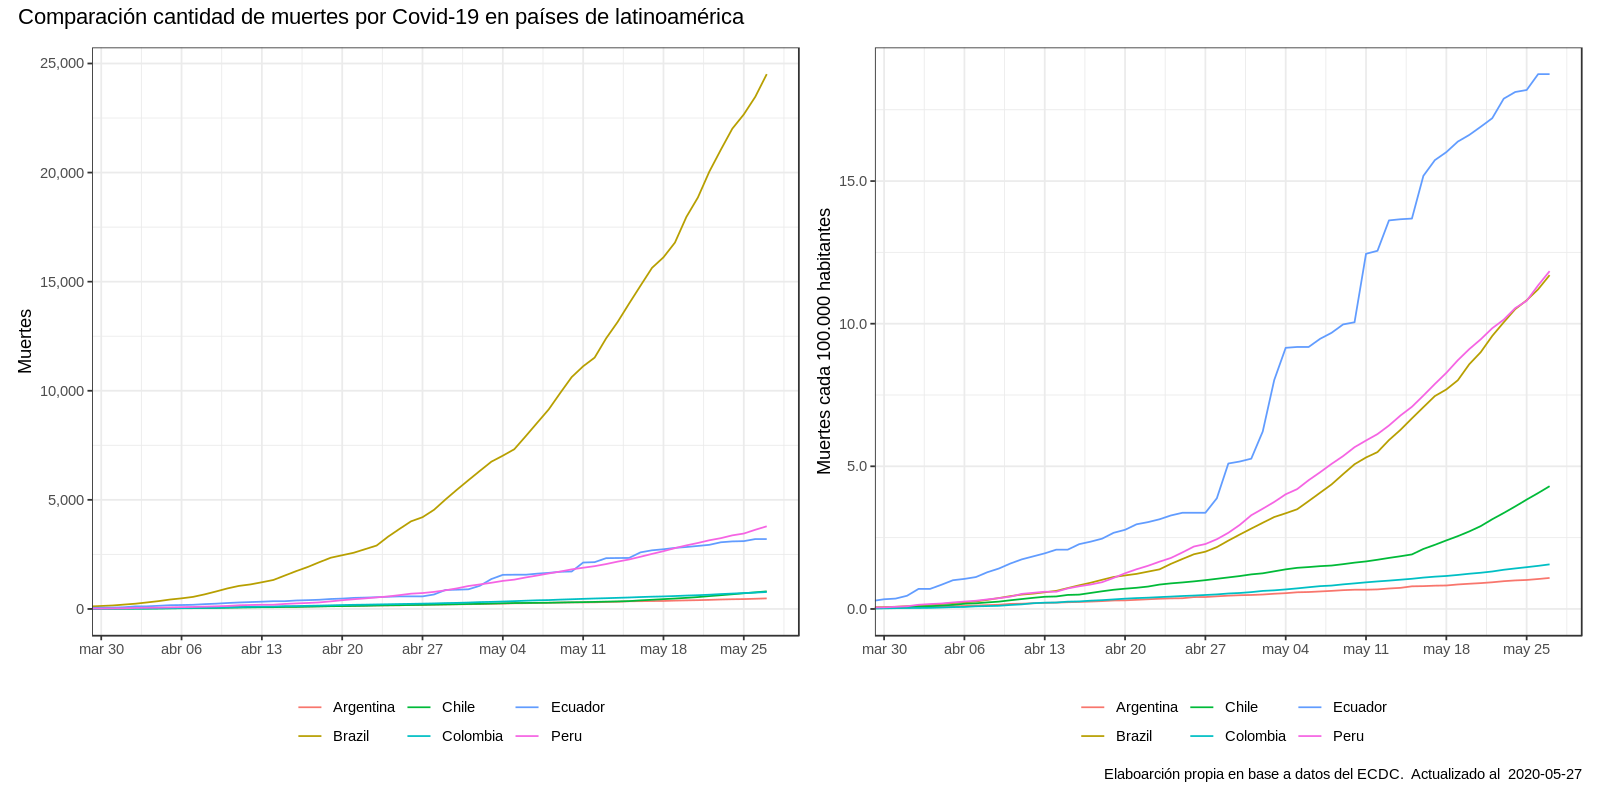 Comparación cantidad de muertes por Covid-19 en países de latinoamérica
Muertes
25,000
20,000
15,000
10,000
5,000
0
mar 30 abr 06 abr 13 abr 20 abr 27 may 04 may 11 may 18 may 25
Argentina Chile Ecuador
Brazil Colombia Peru
Muertes cada 100.000 habitantes
15.0
10.0
5.0
0.0
mar 30 abr 06 abr 13 abr 20 abr 27 may 04 may 11 may 18 may 25
Argentina Chile Ecuador
Brazil Colombia Peru
Elaboarción propia en base a datos del ECDC. Actualizado al 2020-05-27